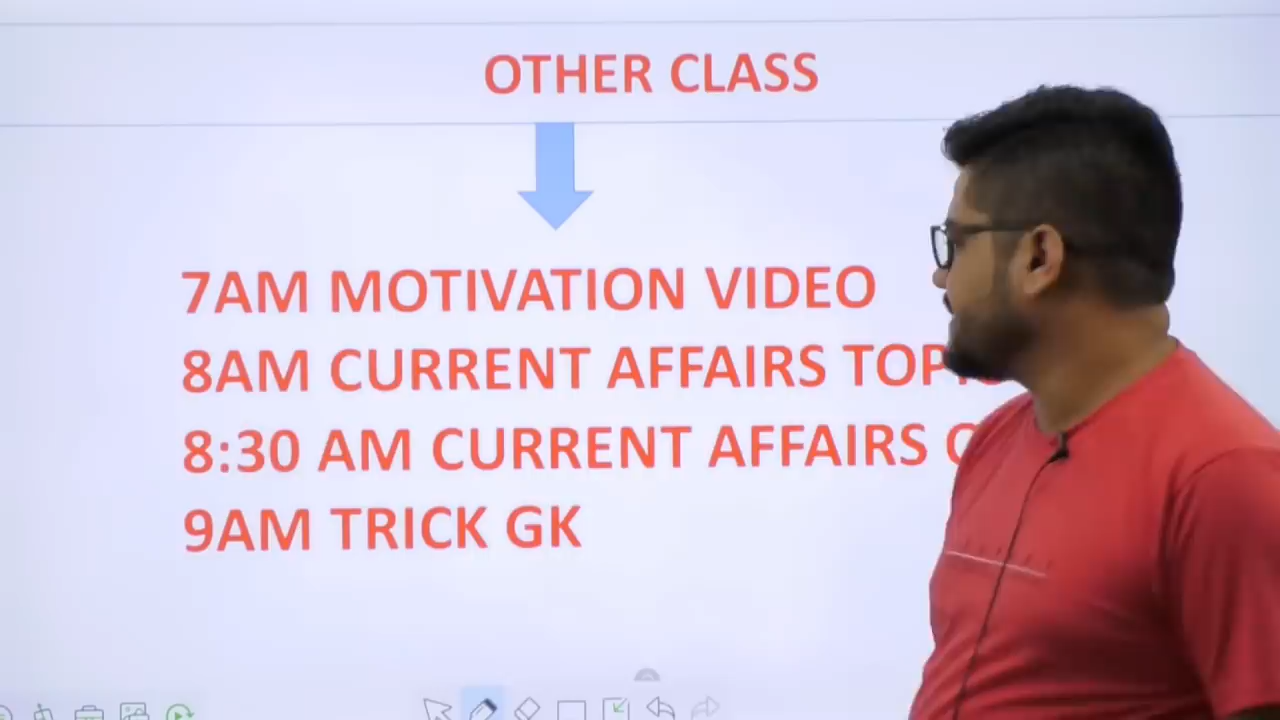 OTHER CLASS
7AM MOTIVATION VIDEO
8AM CURRENT AFFAIRS
8:30 AM CURRENT AFFAIRS
9AM TRICK GK